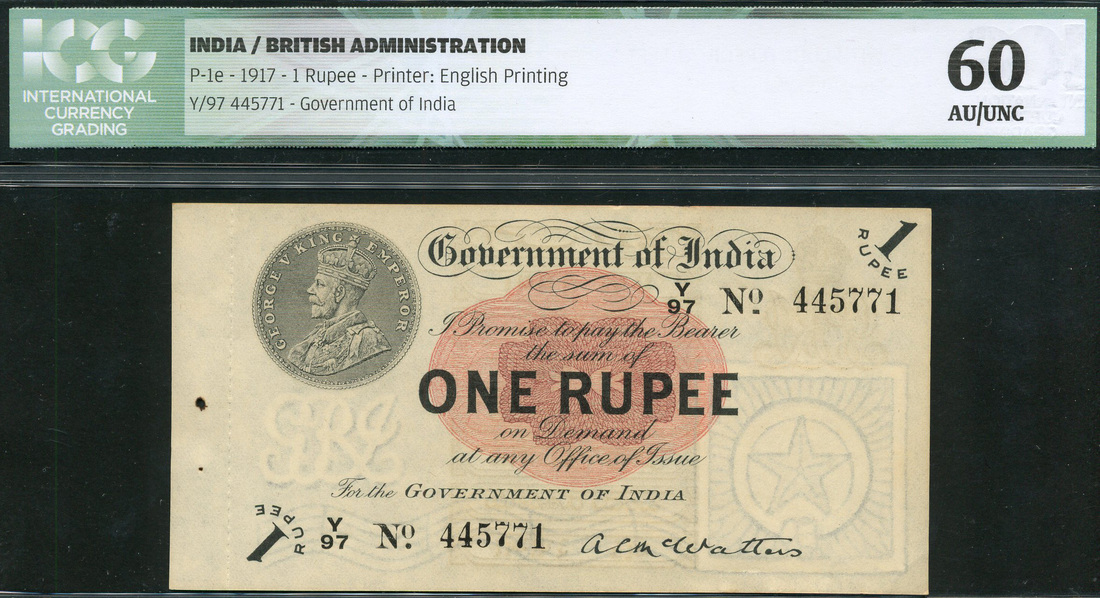 ICG
INTERNATIONAL
CURRENCY
GRADING
INDIA / BRITISH ADMINISTRATION
P-1e - 1917 - 1 Rupee - Printer: English Printing
Y/97 445771 - Government of India
60
AU/UNC
GEORGE V KING EMPEROR
Government of India
1
RUPEE
Y
97 No 445771
I Promise to pay the Bearer
the sum of
ONE RUPEE
on Demand
at any Office of Issue
For the GOVERNMENT OF INDIA
1
RUPEE
Y
97 No 445771
A C McWatters